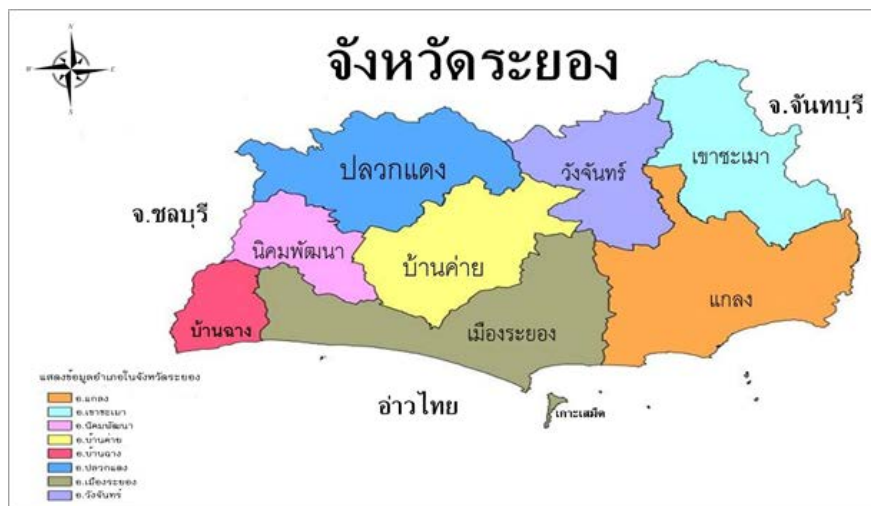 จังหวัดระยอง
N
W
E
S
จ.จันทบุรี
เขาชะเมา
ปลวกแดง
วังจันทร์
จ.ชลบุรี
นิคมพัฒนา
บ้านค่าย
แกลง
บ้านฉาง
เมืองระยอง
อ่าวไทย
เกาะเสม็ด
แสดงข้อมูลอำเภอในจังหวัดระยอง
อ.แกลง
อ.เขาชะเมา
อ.นิคมพัฒนา
อ.บ้านค่าย
อ.บ้านฉาง
อ.ปลวกแดง
อ.เมืองระยอง
อ.วังจันทร์